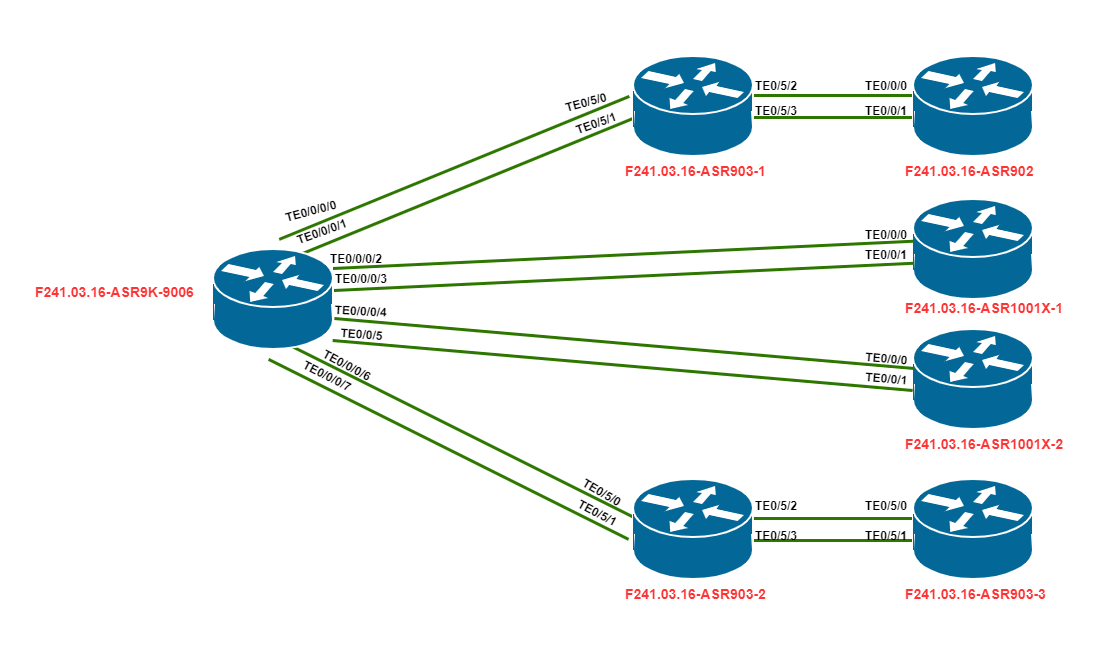 TE0/5/2
TE0/0/0
TE0/5/0
TE0/5/3
TE0/0/1
TE0/5/1
F241.03.16-ASR903-1
F241.03.16-ASR902
TE0/0/0/0
TE0/0/0/1
TE0/0/0
TE0/0/0/2
TE0/0/1
TE0/0/0/3
F241.03.16-ASR9K-9006
F241.03.16-ASR1001X-1
TE0/0/0/4
TE0/0/5
TE0/0/0
TE0/0/0/6
TE0/0/1
TE0/0/0/7
F241.03.16-ASR1001X-2
TE0/5/0
TE0/5/1
TE0/5/2
TE0/5/0
TE0/5/3
TE0/5/1
F241.03.16-ASR903-2
F241.03.16-ASR903-3